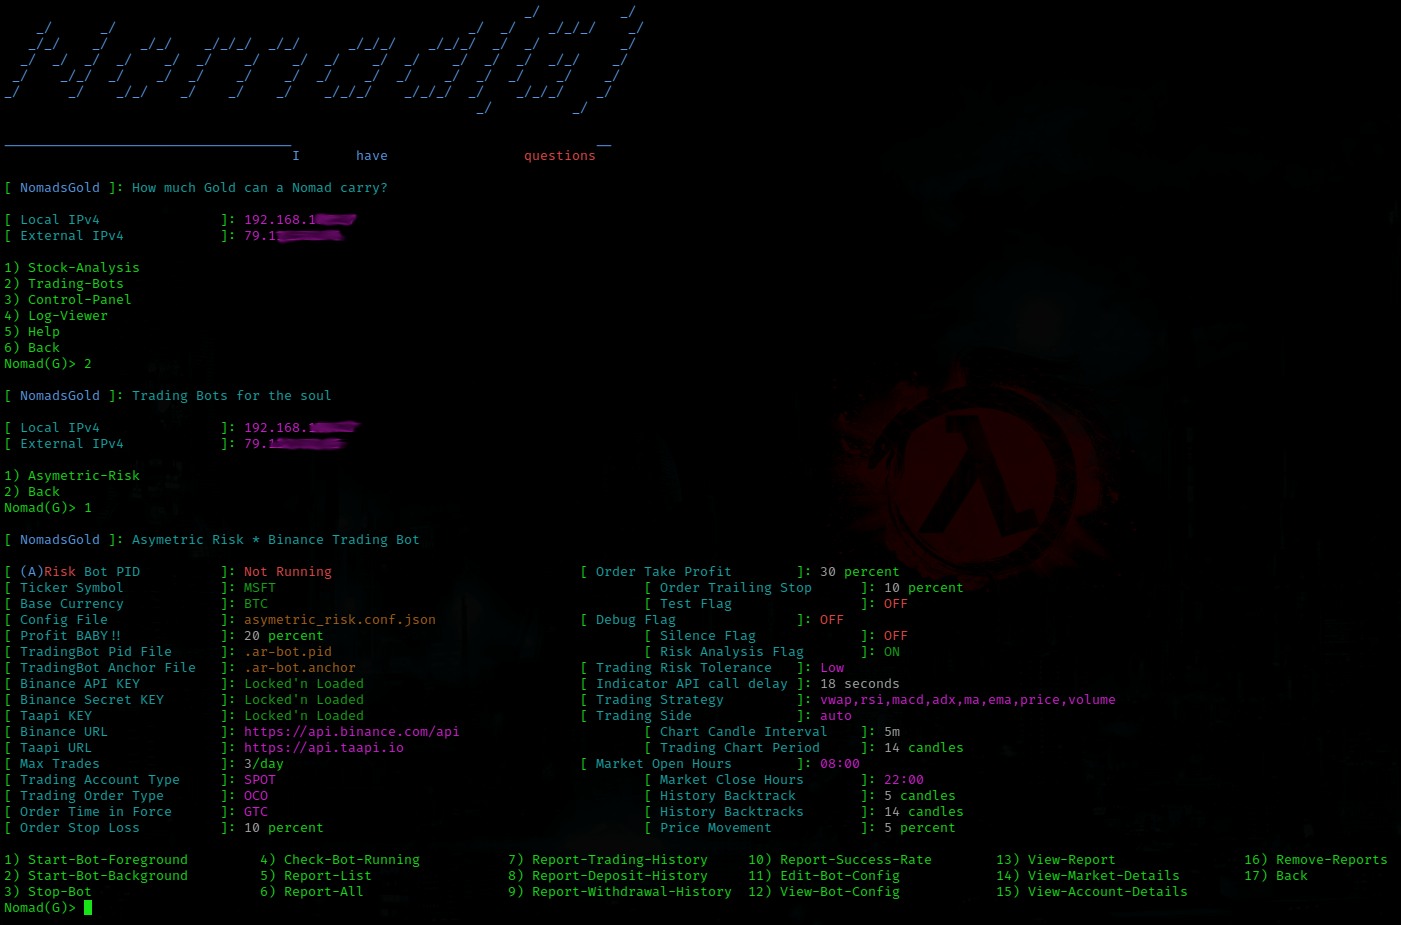 Nomad(G)
I have questions
[ NomadsGold ]: How much Gold can a Nomad carry?
[ Local IPv4 ]: 192.168.1
[ External IPv4 ]: 79.1
1) Stock-Analysis
2) Trading-Bots
3) Control-Panel
4) Log-Viewer
5) Help
6) Back
Nomad(G)> 2
[ NomadsGold ]: Trading Bots for the soul
[ Local IPv4 ]: 192.168.1
[ External IPv4 ]: 79.1
1) Asymetric-Risk
2) Back
Nomad(G)> 1
[ NomadsGold ]: Asymetric Risk * Binance Trading Bot
[ (A)Risk Bot PID ]: Not Running [ Order Take Profit ]: 30 percent
[ Ticker Symbol ]: MSFT [ Order Trailing Stop ]: 10 percent
[ Base Currency ]: BTC [ Test Flag ]: OFF
[ Config File ]: asymetric_risk.conf.json [ Debug Flag ]: OFF
[ Profit BABY!! ]: 20 percent [ Silence Flag ]: OFF
[ TradingBot Pid File ]: .ar-bot.pid [ Risk Analysis Flag ]: ON
[ TradingBot Anchor File ]: .ar-bot.anchor [ Trading Risk Tolerance ]: Low
[ Binance API KEY ]: Locked'n Loaded [ Indicator API call delay ]: 18 seconds
[ Binance Secret KEY ]: Locked'n Loaded [ Trading Strategy ]: vwap,rsi,macd,adx,ma,ema,price,volume
[ Taapi KEY ]: Locked'n Loaded [ Trading Side ]: auto
[ Binance URL ]: https://api.binance.com/api [ Chart Candle Interval ]: 5m
[ Taapi URL ]: https://api.taapi.io [ Trading Chart Period ]: 14 candles
[ Max Trades ]: 3/day [ Market Open Hours ]: 08:00
[ Trading Account Type ]: SPOT [ Market Close Hours ]: 22:00
[ Trading Order Type ]: OCO [ History Backtrack ]: 5 candles
[ Order Time in Force ]: GTC [ History Backtracks ]: 14 candles
[ Order Stop Loss ]: 10 percent [ Price Movement ]: 5 percent
1) Start-Bot-Foreground 4) Check-Bot-Running 7) Report-Trading-History 10) Report-Success-Rate 13) View-Report 16) Remove-Reports
2) Start-Bot-Background 5) Report-List 8) Report-Deposit-History 11) Edit-Bot-Config 14) View-Market-Details 17) Back
3) Stop-Bot 6) Report-All 9) Report-Withdrawal-History 12) View-Bot-Config 15) View-Account-Details
Nomad(G)>